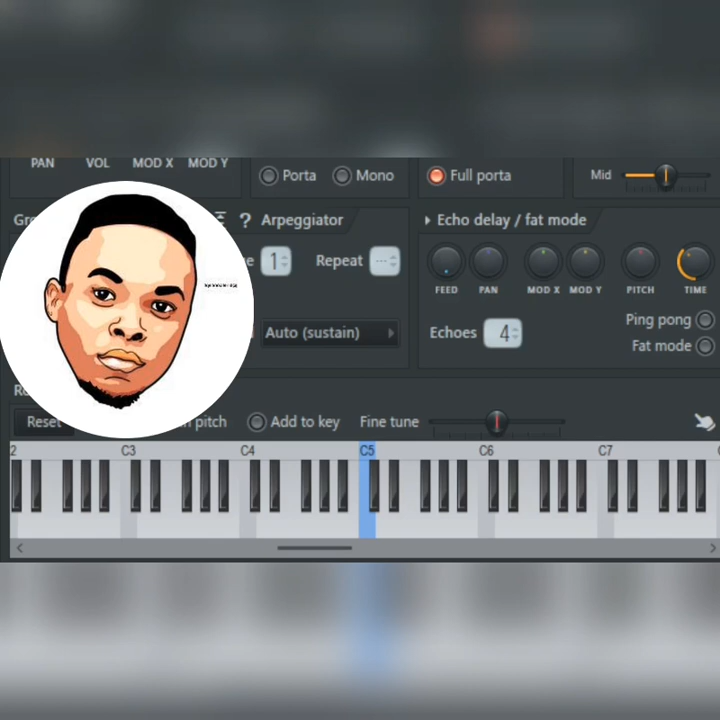 PAN VOL MOD X MOD Y
Porta Mono Full porta Mid
Gr ? Arpeggiator Echo delay / fat mode
e 1 Repeat ---
FEED PAN MOD X MOD Y PITCH TIME
Auto (sustain) Echoes 4 Ping pong
Fat mode
Reset pitch Add to key Fine tune
2 C3 C4 C5 C6 C7